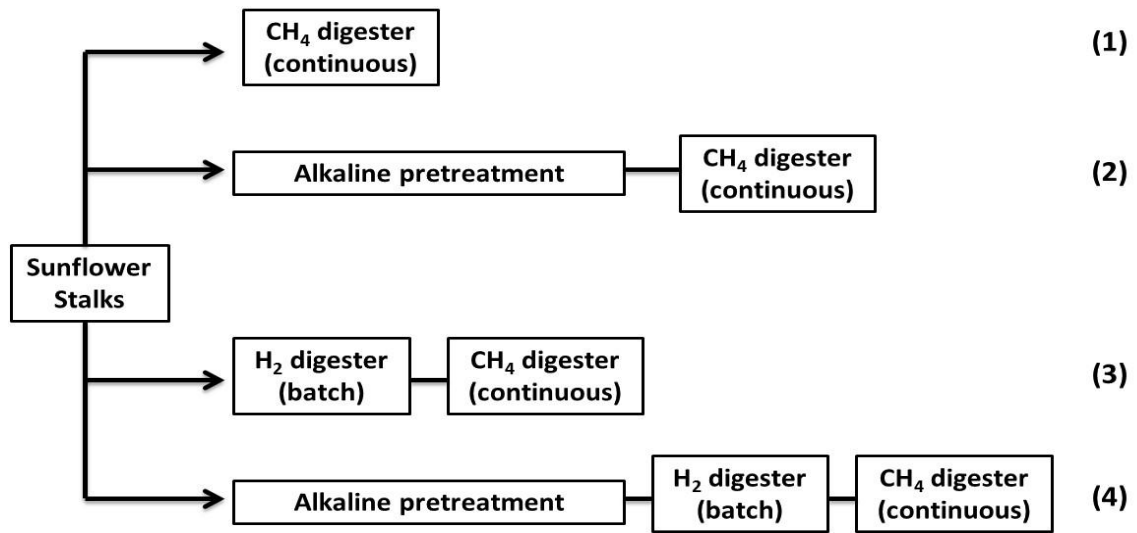 CH₄ digester
(continuous)
(1)
Alkaline pretreatment
CH₄ digester
(continuous)
(2)
Sunflower
Stalks
H₂ digester
(batch)
CH₄ digester
(continuous)
(3)
Alkaline pretreatment
H₂ digester
(batch)
CH₄ digester
(continuous)
(4)